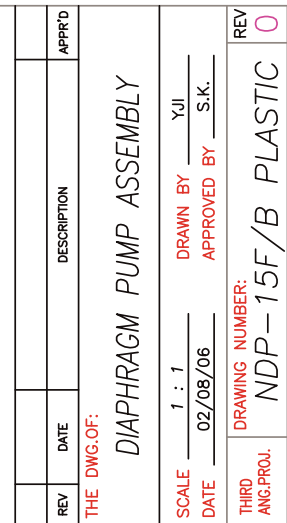 REV DATE DESCRIPTION APPR'D
THE DWG.OF:
DIAPHRAGM PUMP ASSEMBLY
SCALE 1 : 1 DRAWN BY YJI
DATE 02/08/06 APPROVED BY S.K.
THIRD
ANG.PROJ.
DRAWING NUMBER:
NDP-15F/B PLASTIC
REV
0